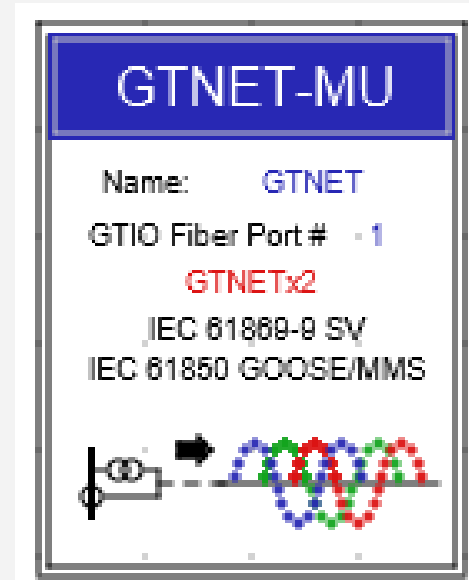 GTNET-MU
Name: GTNET
GTIO Fiber Port # 1
GTNETx2
IEC 61869-9 SV
IEC 61850 GOOSE/MMS